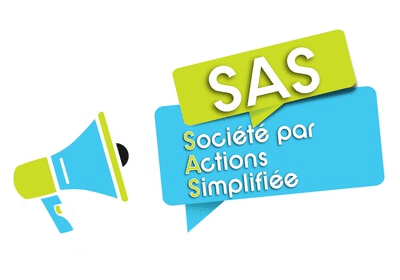 SAS
Société par
Actions
Simplifiée